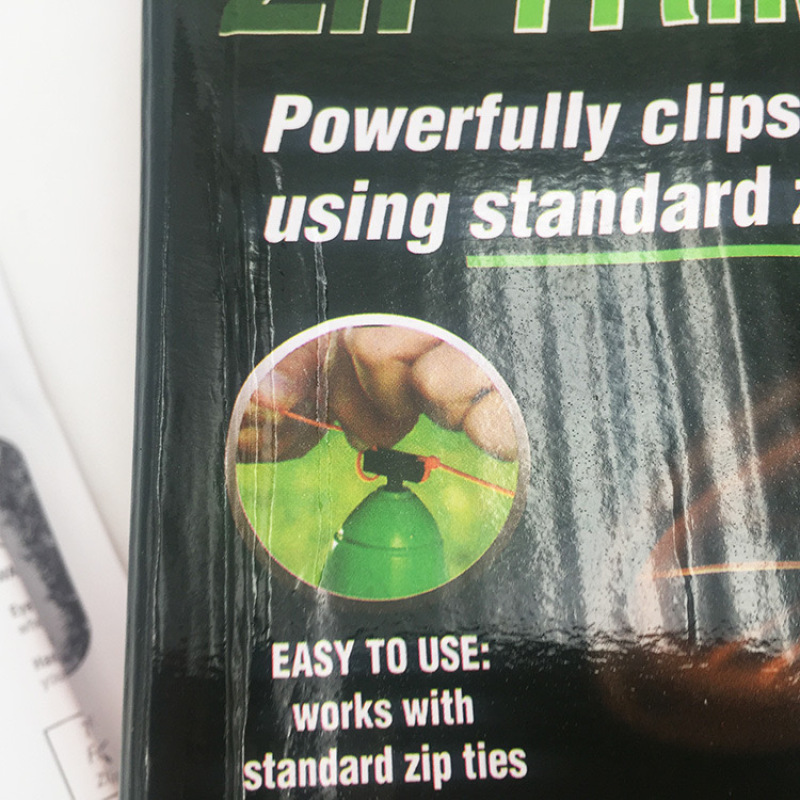 Powerfully clips
using standard
EASY TO USE:
works with
standard zip ties